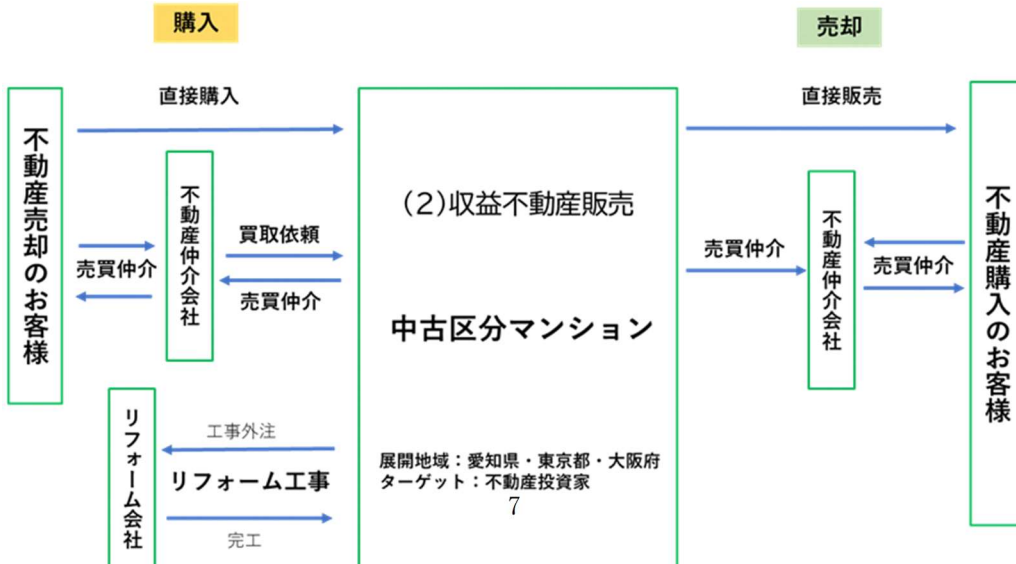 購入
売却
直接購入
直接販売
不動産売却のお客様
不動産仲介会社
売買仲介
買取依頼
売買仲介
(2)収益不動産販売
中古区分マンション
展開地域：愛知県・東京都・大阪府
ターゲット：不動産投資家
売買仲介
不動産仲介会社
売買仲介
不動産購入のお客様
リフォーム会社
工事外注
リフォーム工事
完工
7